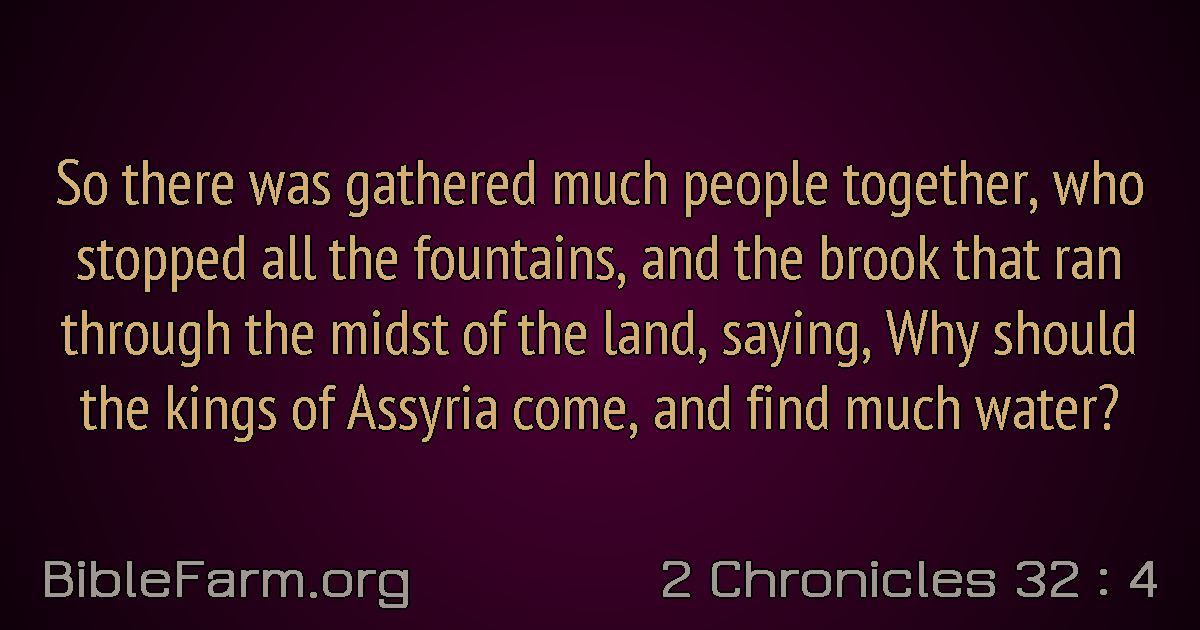 So there was gathered much people together, who
stopped all the fountains, and the brook that ran
through the midst of the land, saying, Why should
the kings of Assyria come, and find much water?
BibleFarm.org
2 Chronicles 32 : 4